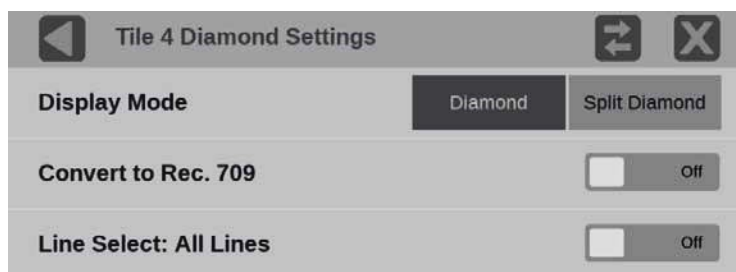 Tile 4 Diamond Settings
Display Mode Diamond Split Diamond
Convert to Rec. 709 Off
Line Select: All Lines Off